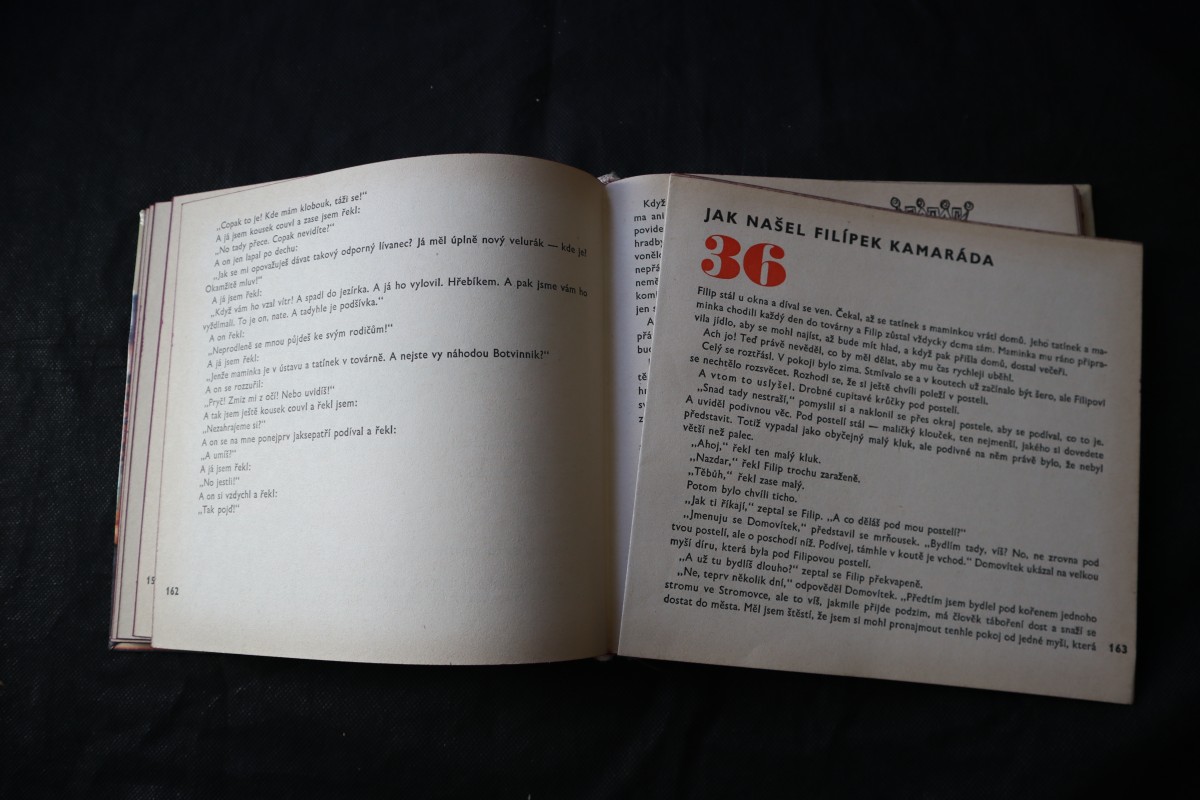 „Copak to je! Kde mám klobouk, táži se!"
A já jsem kousek couvl a zase jsem řekl:
„No tady přece. Copak nevidíte?"
A on jen lapal po dechu:
„Jak se mi opovažuješ dávat takový odporný lívanec? Já měl úplně nový velurák — kde je?
Okamžitě mluv!"
A já jsem řekl:
„Když vám ho vzal vítr! A spadl do jezírka. A já ho vylovil. Hřebíkem. A pak jsme vám ho
vyždímali. To je on, nate. A tadyhle je podšívka."
A on řekl:
„Neprodleně se mnou půjdeš ke svým rodičům!"
A já jsem řekl:
„Jenže maminka je v ústavu a tatínek v továrně. A nejste vy náhodou Botvinnik?"
A on se rozzuřil:
„Pryč! Zmiz mi z očí! Nebo uvidíš!"
A tak jsem ještě kousek couvl a řekl jsem:
„Nezahrajeme si?"
A on se na mne ponejprv jaksepatří podíval a řekl:
„A umíš?"
A já jsem řekl:
„No jestli!"
A on si vzdychl a řekl:
„Tak pojď!"
15
162
Když
ma ani
povíde
hradby
vonělo
nepřá
nemě
komt
jen s
A
přá
buc
tě
hr
sv
z
JAK NAŠEL FILÍPEK KAMARÁDA
36
Filip stál u okna a díval se ven. Čekal, až se tatínek s maminkou vrátí domů. Jeho tatínek a ma-
minka chodili každý den do továrny a Filip zůstal vždycky doma sám. Maminka mu ráno připra-
vila jídlo, aby se mohl najíst, až bude mít hlad, a když pak přišla domů, dostal večeři.
Ach jo! Teď právě nevěděl, co by měl dělat, aby mu čas rychleji uběhl.
Celý se roztřásl. V pokoji bylo zima. Stmívalo se a v koutech už začínalo být šero, ale Filipovi
se nechtělo rozsvěcet. Rozhodl se, že si ještě chvíli poleží v posteli.
A vtom to uslyšel. Drobné cupitavé krůčky pod postelí.
„Snad tady nestraší," pomyslil si a naklonil se přes okraj postele, aby se podíval, co to je.
A uviděl podivnou věc. Pod postelí stál — maličký klouček, ten nejmenší, jakého si dovedete
představit. Totiž vypadal jako obyčejný malý kluk, ale podivné na něm právě bylo, že nebyl
větší než palec.
„Ahoj," řekl ten malý kluk.
„Nazdar," řekl Filip trochu zaraženě.
„Těbůh," řekl zase malý.
Potom bylo chvíli ticho.
„Jak ti říkají," zeptal se Filip. „A co děláš pod mou postelí?"
„Jmenuju se Domovítek," představil se mrňousek. „Bydlím tady, víš? No, ne zrovna pod
tvou postelí, ale o poschodí níž. Podívej, támhle v koutě je vchod." Domovítek ukázal na velkou
myší díru, která byla pod Filipovou postelí.
„A už tu bydlíš dlouho?" zeptal se Filip překvapeně.
„Ne, teprv několik dní," odpověděl Domovítek. „Předtím jsem bydlel pod kořenem jednoho
stromu ve Stromovce, ale to víš, jakmile přijde podzim, má člověk táboření dost a snaží se
dostat do města. Měl jsem štěstí, že jsem si mohl pronajmout tenhle pokoj od jedné myši, která
163